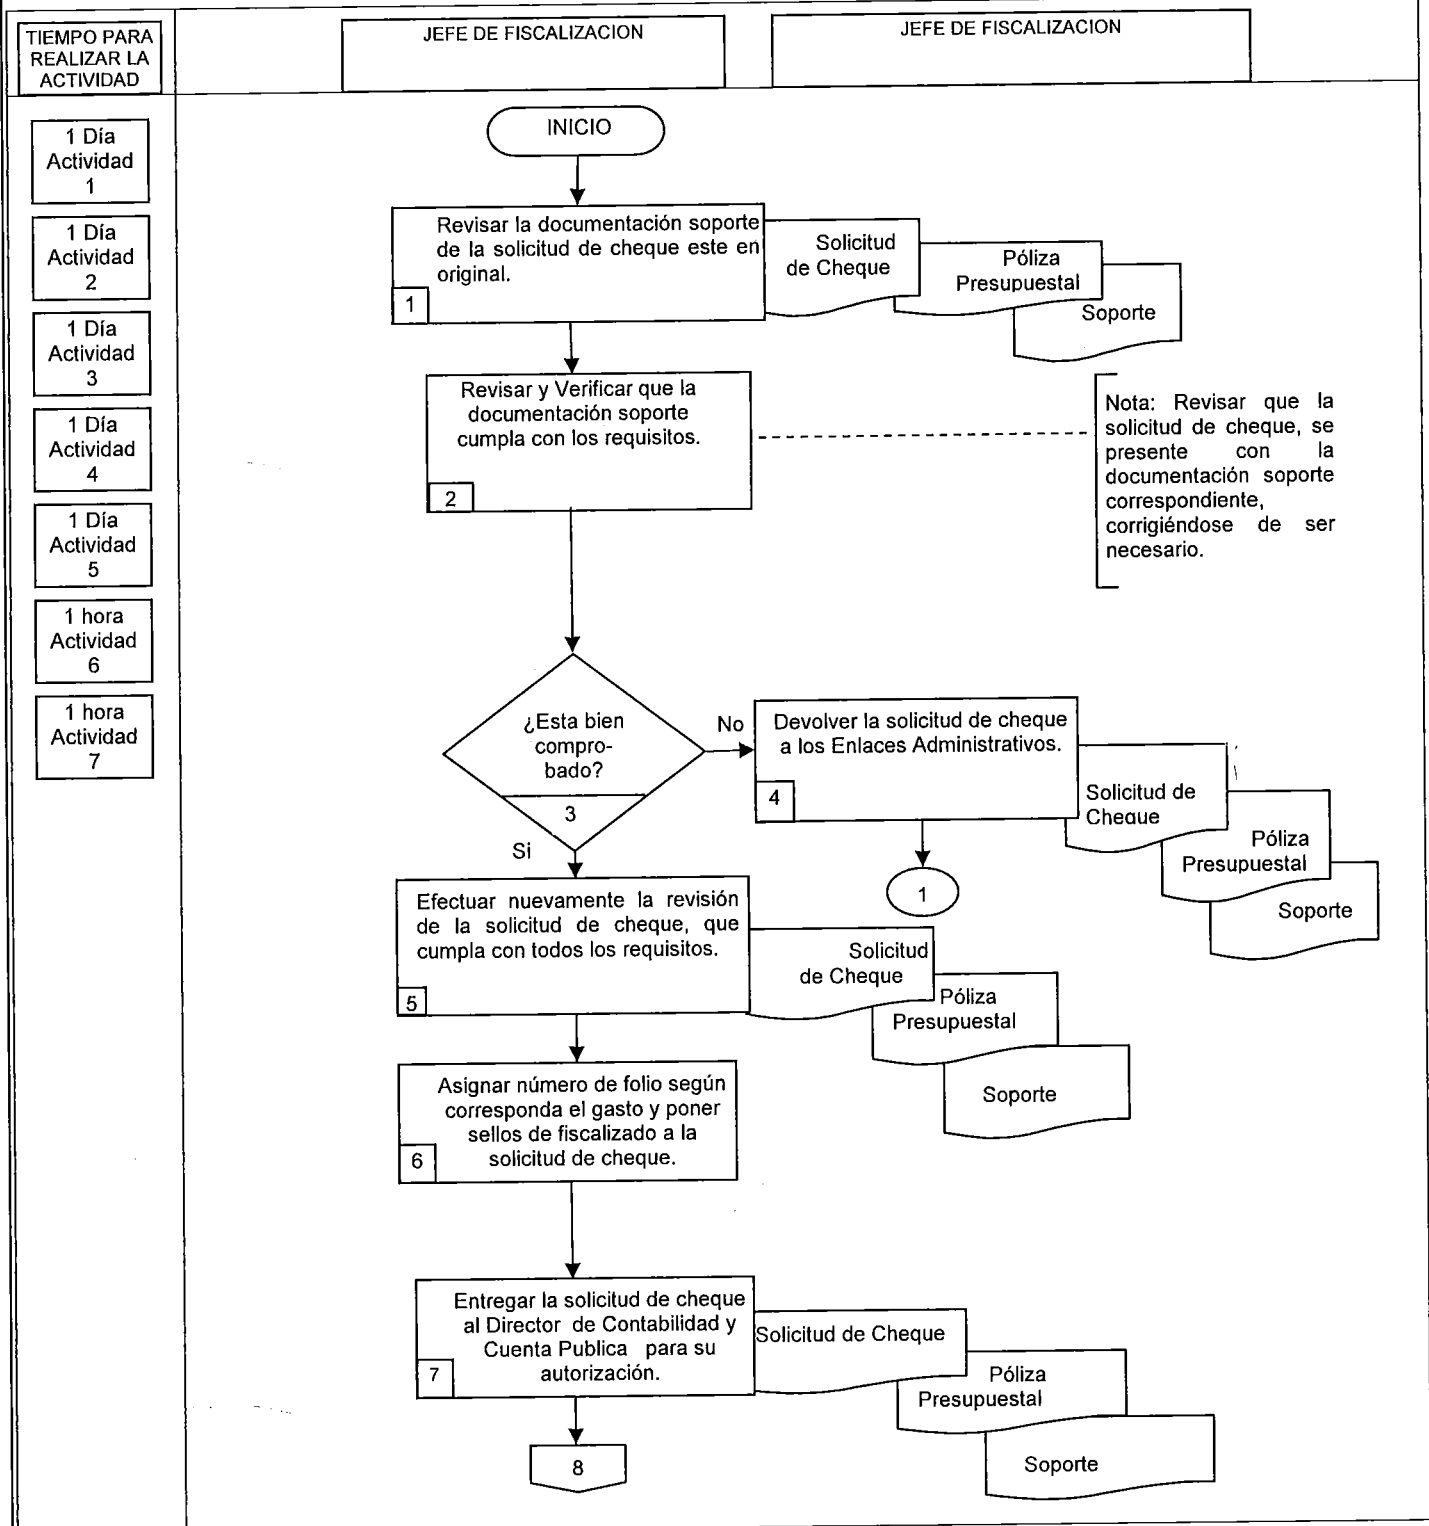 TIEMPO PARA
REALIZAR LA
ACTIVIDAD
JEFE DE FISCALIZACION
JEFE DE FISCALIZACION
1 Día
Actividad
1
1 Día
Actividad
2
1 Día
Actividad
3
1 Día
Actividad
4
1 Día
Actividad
5
1 hora
Actividad
6
1 hora
Actividad
7
INICIO
Revisar la documentación soporte
de la solicitud de cheque este en
original.
1
Solicitud
de Cheque
Póliza
Presupuestal
Soporte
Revisar y Verificar que la
documentación soporte
cumpla con los requisitos.
2
Nota: Revisar que la
solicitud de cheque, se
presente con la
documentación soporte
correspondiente,
corrigiéndose de ser
necesario.
¿Esta bien
compro-
bado?
3
No
Si
Devolver la solicitud de cheque
a los Enlaces Administrativos.
4
Solicitud de
Cheque
Póliza
Presupuestal
Soporte
1
Efectuar nuevamente la revisión
de la solicitud de cheque, que
cumpla con todos los requisitos.
5
Solicitud
de Cheque
Póliza
Presupuestal
Soporte
Asignar número de folio según
corresponda el gasto y poner
sellos de fiscalizado a la
solicitud de cheque.
6
Entregar la solicitud de cheque
al Director de Contabilidad y
Cuenta Publica para su
autorización.
7
Solicitud de Cheque
Póliza
Presupuestal
Soporte
8